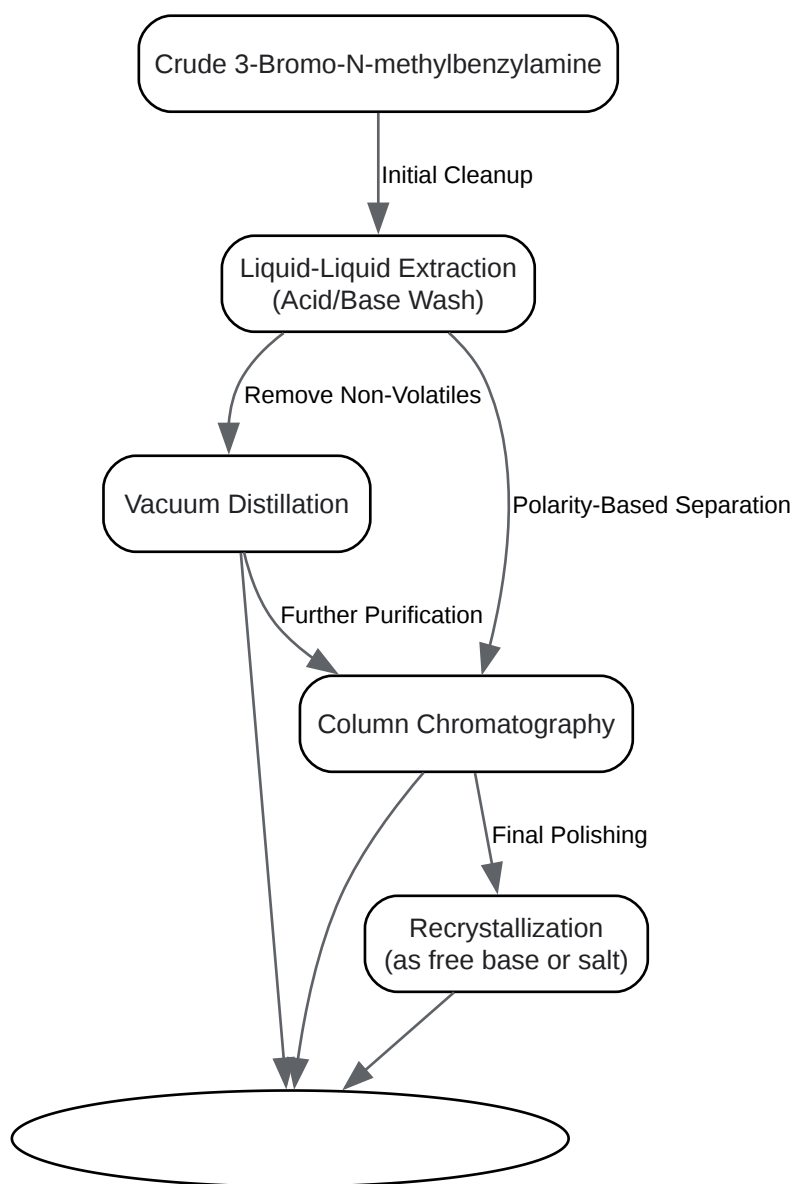 Crude 3-Bromo-N-methylbenzylamine
Initial Cleanup
Liquid-Liquid Extraction
(Acid/Base Wash)
Remove Non-Volatiles
Vacuum Distillation
Polarity-Based Separation
Further Purification
Column Chromatography
Final Polishing
Recrystallization
(as free base or salt)